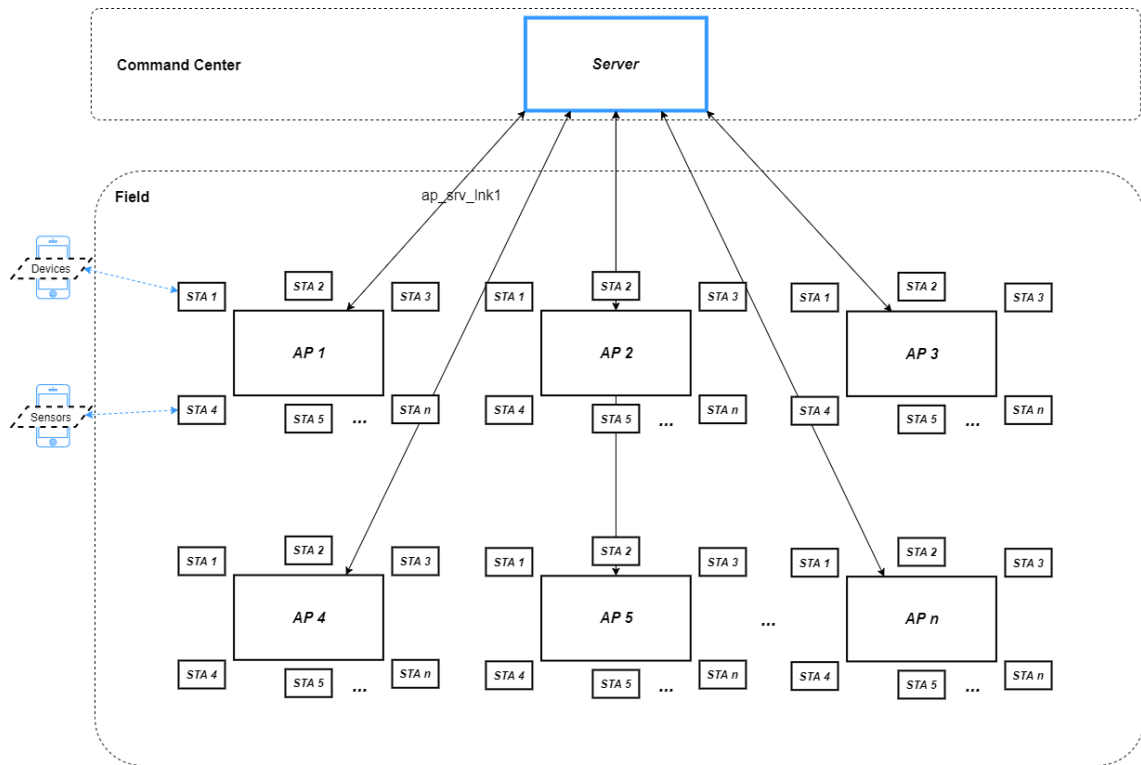 Server
Command Center
Field
ap_srv_lnk1
Devices
STA 1
STA 2
STA 3
STA 1
STA 2
STA 3
STA 1
STA 2
STA 3
AP 1
AP 2
AP 3
Sensors
STA 4
STA 5
...
STA n
STA 4
STA 5
...
STA n
STA 4
STA 5
...
STA n
STA 1
STA 2
STA 3
STA 1
STA 2
STA 3
STA 1
STA 2
STA 3
AP 4
AP 5
...
AP n
STA 4
STA 5
...
STA n
STA 4
STA 5
...
STA n
STA 4
STA 5
...
STA n